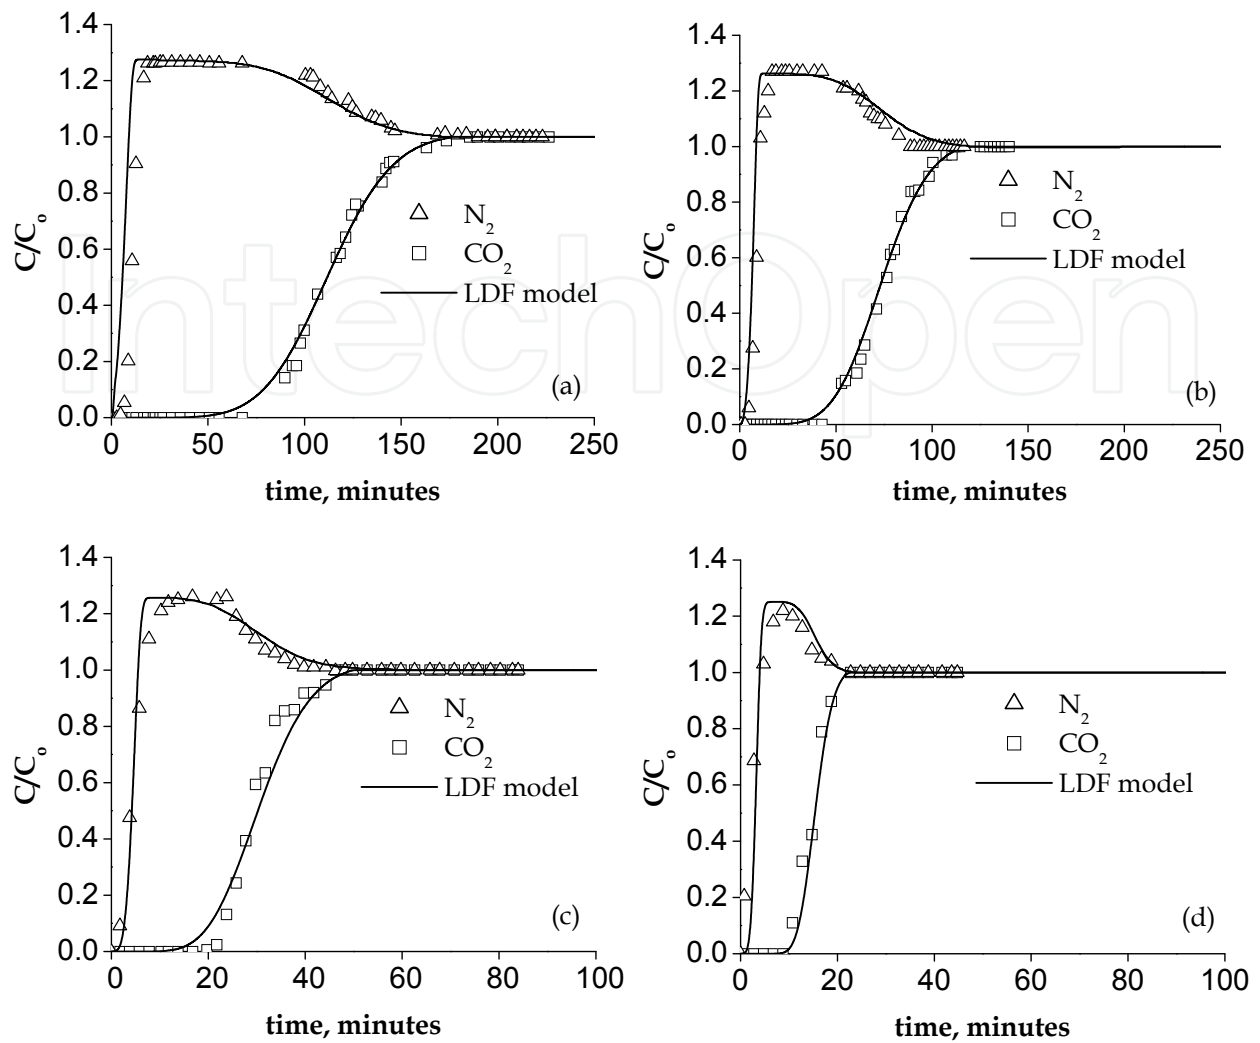 1.4
1.2
1.0
0.8
0.6
0.4
0.2
0.0
C/Co
N2
CO2
LDF model
(a)
0 50 100 150 200 250
time, minutes
1.4
1.2
1.0
0.8
0.6
0.4
0.2
0.0
C/Co
N2
CO2
LDF model
(b)
0 50 100 150 200 250
time, minutes
IntechOpen
1.4
1.2
1.0
0.8
0.6
0.4
0.2
0.0
C/Co
N2
CO2
LDF model
(c)
0 20 40 60 80 100
time, minutes
1.4
1.2
1.0
0.8
0.6
0.4
0.2
0.0
C/Co
N2
CO2
LDF model
(d)
0 20 40 60 80 100
time, minutes